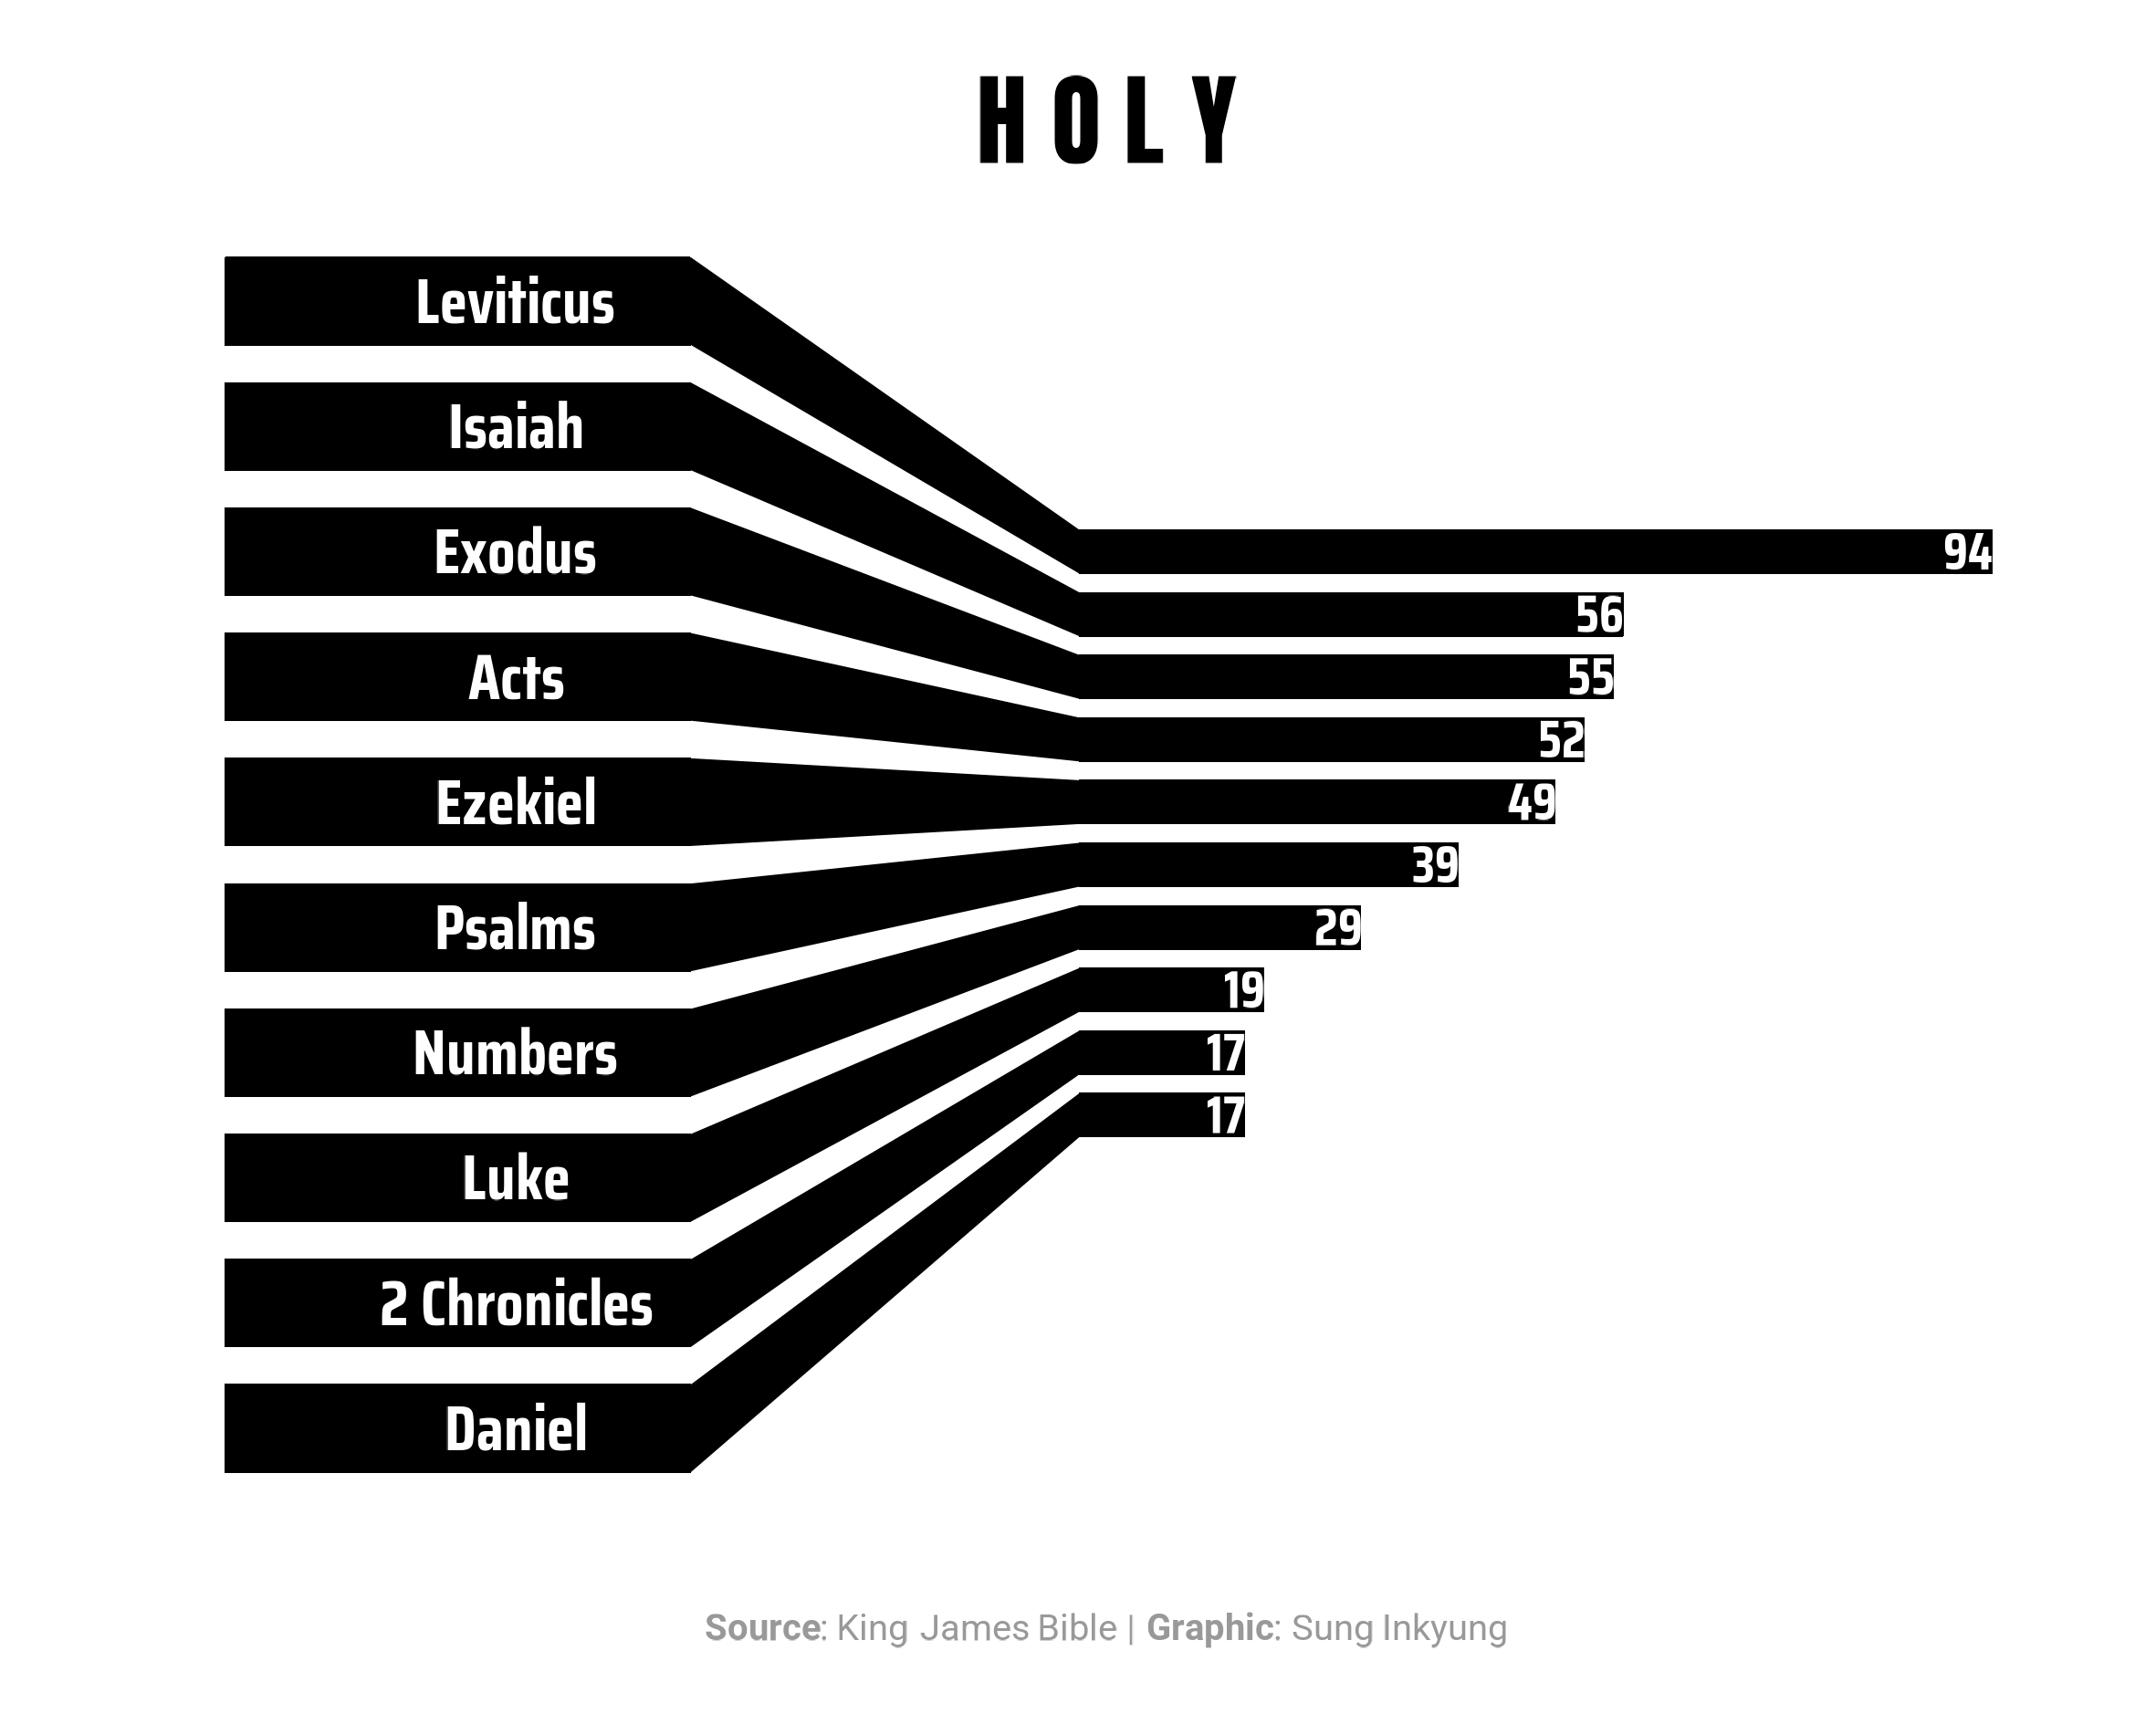 HOLY
Leviticus
Isaiah
Exodus
Acts
Ezekiel
Psalms
Numbers
Luke
2 Chronicles
Daniel
94
56
55
52
49
39
29
19
17
17
Source: King James Bible | Graphic: Sung Inkyung